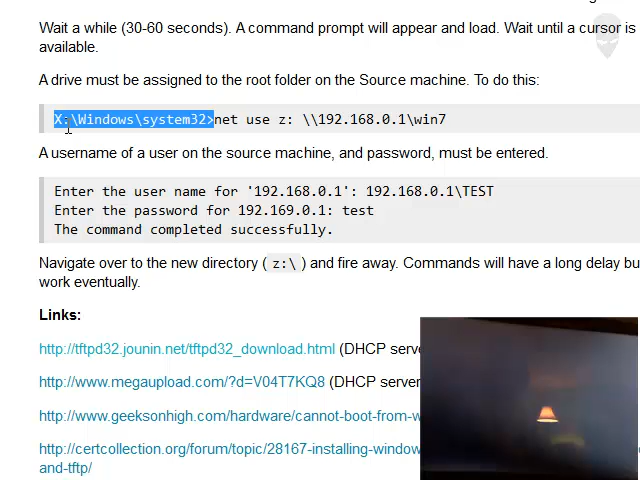 Wait a while (30-60 seconds). A command prompt will appear and load. Wait until a cursor is
available.
A drive must be assigned to the root folder on the Source machine. To do this:
X:\Windows\system32>net use z: \\192.168.0.1\win7
A username of a user on the source machine, and password, must be entered.
Enter the user name for '192.168.0.1': 192.168.0.1\TEST
Enter the password for 192.169.0.1: test
The command completed successfully.
Navigate over to the new directory ( z:\ ) and fire away. Commands will have a long delay bu
work eventually.
Links:
http://tftpd32.jounin.net/tftpd32_download.html (DHCP serve
http://www.megaupload.com/?d=V04T7KQ8 (DHCP server
http://www.geeksonhigh.com/hardware/cannot-boot-from-w
http://certcollection.org/forum/topic/28167-installing-window
and-tftp/